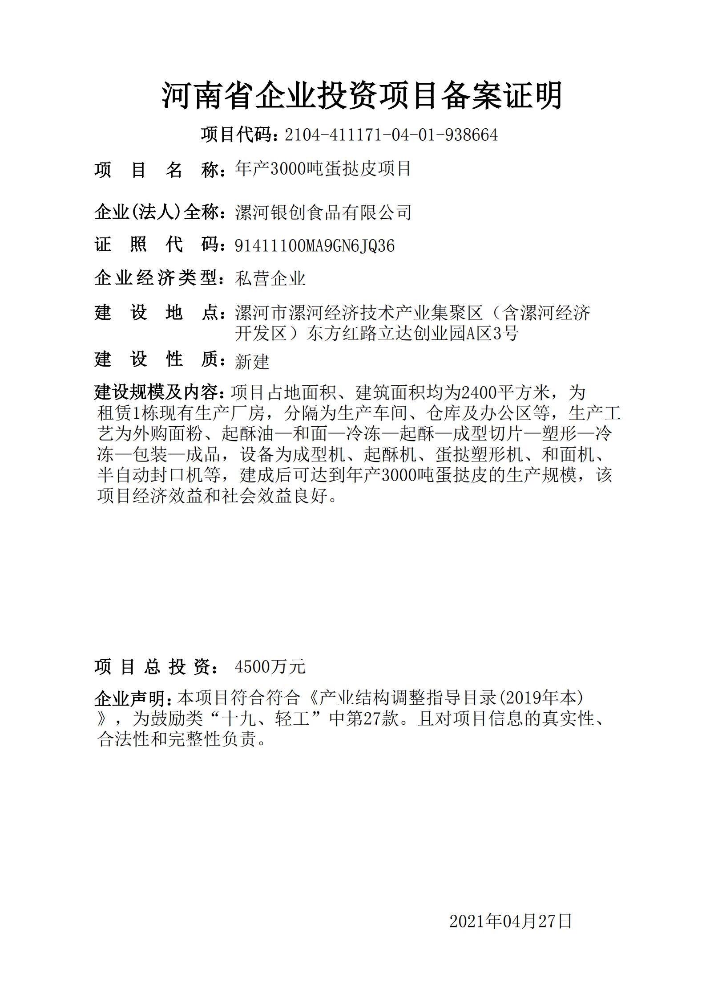 河南省企业投资项目备案证明
项目代码：2104-411171-04-01-938664
项 目 名 称：年产3000吨蛋挞皮项目
企业(法人)全称：漯河银创食品有限公司
证 照 代 码：91411100MA9GN6JQ36
企业经济类型：私营企业
建 设 地 点：漯河市漯河经济技术产业集聚区（含漯河经济
开发区）东方红路立达创业园A区3号
建 设 性 质：新建
建设规模及内容：项目占地面积、建筑面积均为2400平方米，为
租赁1栋现有生产厂房，分隔为生产车间、仓库及办公区等，生产工
艺为外购面粉、起酥油—和面—冷冻—起酥—成型切片—塑形—冷
冻—包装—成品，设备为成型机、起酥机、蛋挞塑形机、和面机、
半自动封口机等，建成后可达到年产3000吨蛋挞皮的生产规模，该
项目经济效益和社会效益良好。
项 目 总 投 资：4500万元
企业声明：本项目符合符合《产业结构调整指导目录(2019年本)
》，为鼓励类“十九、轻工”中第27款。且对项目信息的真实性、
合法性和完整性负责。
2021年04月27日